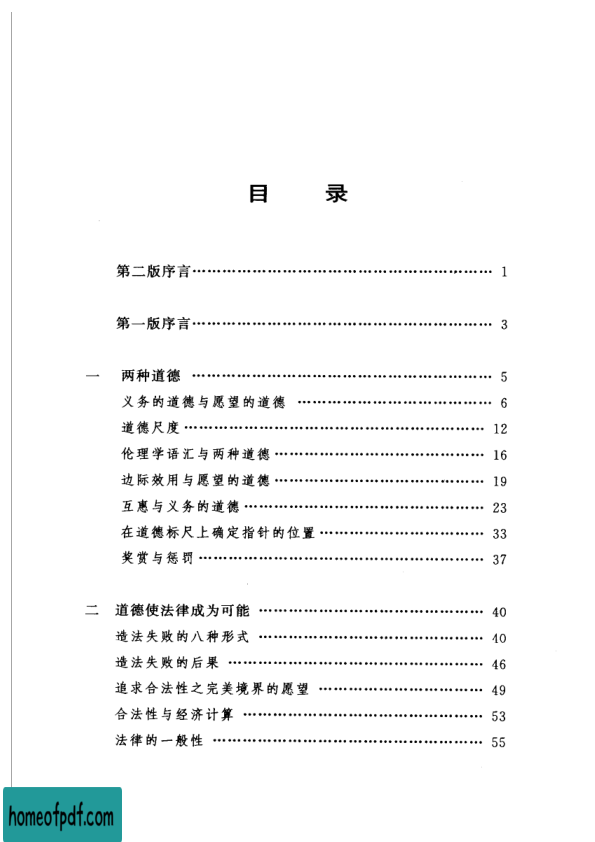 目 录
第二版序言…………………………………………………… 1
第一版序言…………………………………………………… 3
一 两种道德 …………………………………………………… 5
义务的道德与愿望的道德 ………………………………… 6
道德尺度…………………………………………………… 12
伦理学语汇与两种道德…………………………………… 16
边际效用与愿望的道德…………………………………… 19
互惠与义务的道德………………………………………… 23
在道德标尺上确定指针的位置…………………………… 33
奖赏与惩罚………………………………………………… 37
二 道德使法律成为可能 ……………………………………… 40
造法失败的八种形式 ……………………………………… 40
造法失败的后果 …………………………………………… 46
追求合法性之完美境界的愿望 …………………………… 49
合法性与经济计算 ………………………………………… 53
法律的一般性 ……………………………………………… 55
homeofpdf.com